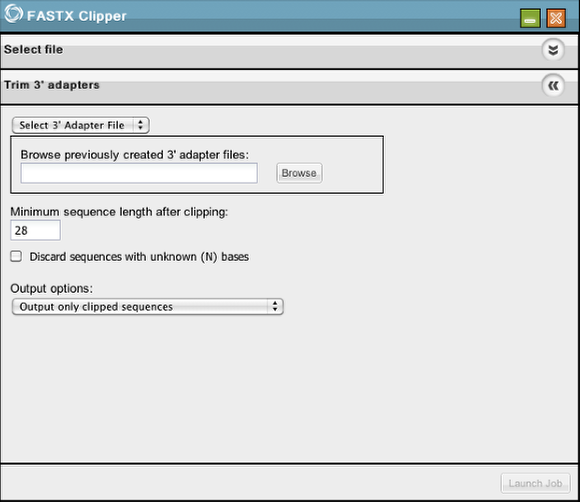 FASTX Clipper
Select file
Trim 3' adapters
Select 3' Adapter File
Browse previously created 3' adapter files:
Browse
Minimum sequence length after clipping:
28
Discard sequences with unknown (N) bases
Output options:
Output only clipped sequences
Launch Job